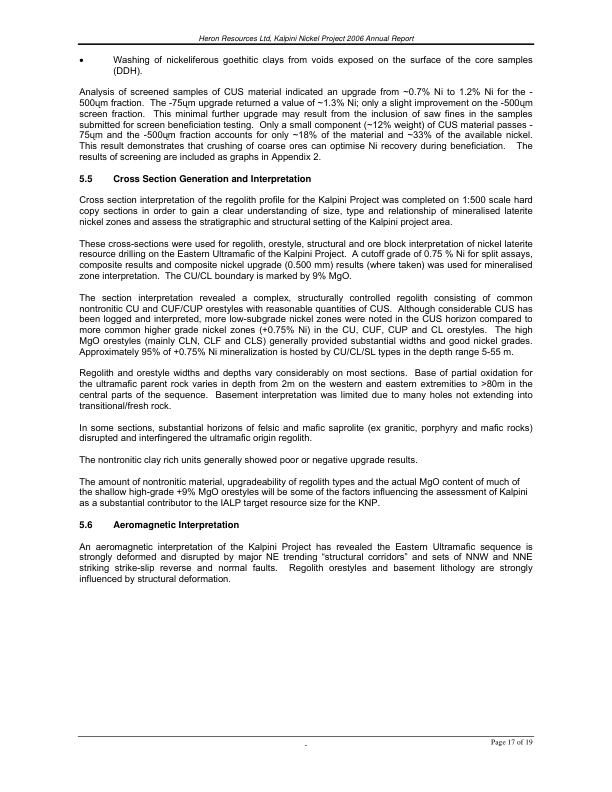 Heron Resources Ltd, Kalpini Nickel Project 2006 Annual Report
• Washing of nickeliferous goethitic clays from voids exposed on the surface of the core samples
(DDH).
Analysis of screened samples of CUS material indicated an upgrade from ~0.7% Ni to 1.2% Ni for the -
500ųm fraction. The -75ųm upgrade returned a value of ~1.3% Ni; only a slight improvement on the -500ųm
screen fraction. This minimal further upgrade may result from the inclusion of saw fines in the
samples submitted for screen beneficiation testing. Only a small component (~12% weight) of CUS material passes -
75ųm and the -500ųm fraction accounts for only ~18% of the material and ~33% of the available nickel.
This result demonstrates that crushing of coarse ores can optimise Ni recovery during beneficiation. The
results of screening are included as graphs in Appendix 2.
5.5 Cross Section Generation and Interpretation
Cross section interpretation of the regolith profile for the Kalpini Project was completed on 1:500 scale hard
copy sections in order to gain a clear understanding of size, type and relationship of mineralised laterite
nickel zones and assess the stratigraphic and structural setting of the Kalpini project area.
These cross-sections were used for regolith, orestyle, structural and ore block interpretation of nickel laterite
resource drilling on the Eastern Ultramafic of the Kalpini Project. A cutoff grade of 0.75 % Ni for split assays,
composite results and composite nickel upgrade (0.500 mm) results (where taken) was used for mineralised
zone interpretation. The CU/CL boundary is marked by 9% MgO.
The section interpretation revealed a complex, structurally controlled regolith consisting of common
nontronitic CU and CUF/CUP orestyles with reasonable quantities of CUS. Although considerable CUS has
been logged and interpreted, more low-subgrade nickel zones were noted in the CUS horizon compared to
more common higher grade nickel zones (+0.75% Ni) in the CU, CUF, CUP and CL orestyles. The high
MgO orestyles (mainly CLN, CLF and CLS) generally provided substantial widths and good nickel grades.
Approximately 95% of +0.75% Ni mineralization is hosted by CU/CL/SL types in the depth range 5-55 m.
Regolith and orestyle widths and depths vary considerably on most sections. Base of partial oxidation for
the ultramafic parent rock varies in depth from 2m on the western and eastern extremities to >80m in the
central parts of the sequence. Basement interpretation was limited due to many holes not extending into
transitional/fresh rock.
In some sections, substantial horizons of felsic and mafic saprolite (ex granitic, porphyry and mafic rocks)
disrupted and interfingered the ultramafic origin regolith.
The nontronitic clay rich units generally showed poor or negative upgrade results.
The amount of nontronitic material, upgradeability of regolith types and the actual MgO content of much of
the shallow high-grade +9% MgO orestyles will be some of the factors influencing the assessment of Kalpini
as a substantial contributor to the IALP target resource size for the KNP.
5.6 Aeromagnetic Interpretation
An aeromagnetic interpretation of the Kalpini Project has revealed the Eastern Ultramafic sequence is
strongly deformed and disrupted by major NE trending “structural corridors” and sets of NNW and NNE
striking strike-slip reverse and normal faults. Regolith orestyles and basement lithology are strongly
influenced by structural deformation.
-
Page 17 of 19